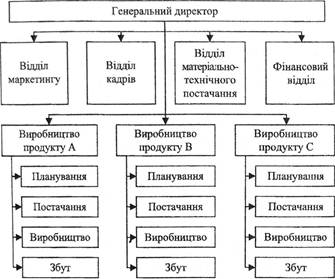 Генеральний директор
Відділ
маркетингу
Відділ
кадрів
Відділ
матеріально-
технічного
постачання
Фінансовий
відділ
Виробництво
продукту А
Виробництво
продукту В
Виробництво
продукту С
Планування
Планування
Планування
Постачання
Постачання
Постачання
Виробництво
Виробництво
Виробництво
Збут
Збут
Збут